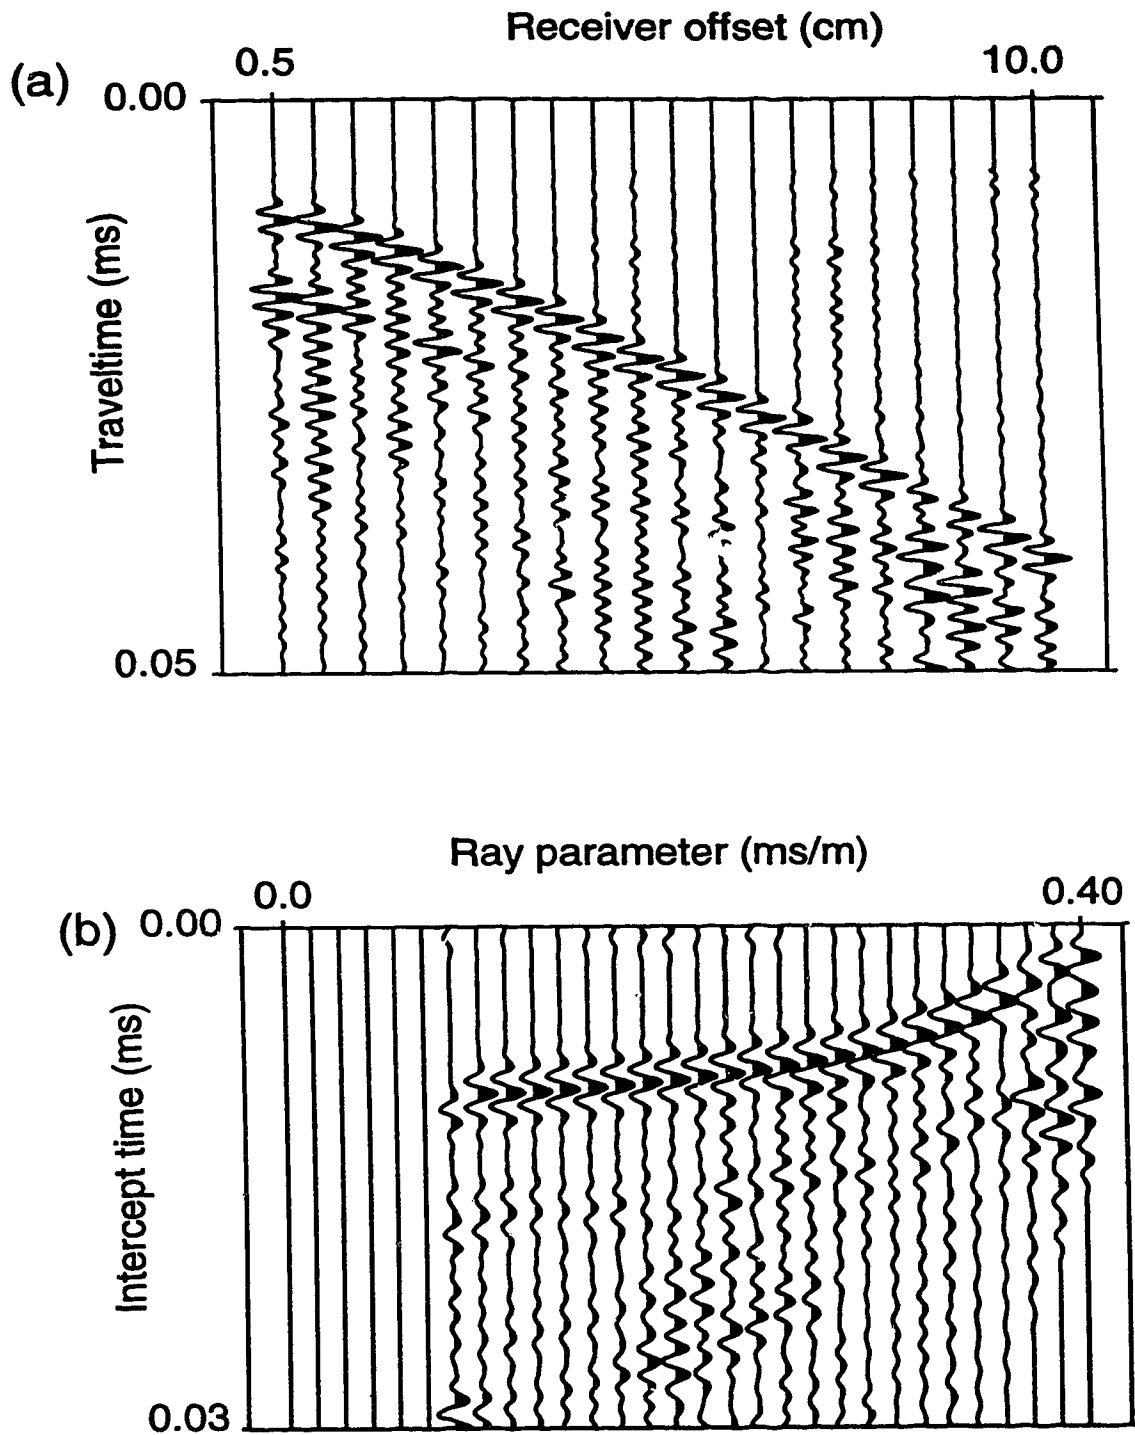 Receiver offset (cm)
0.5 10.0
(a)
0.00
Traveltime (ms)
0.05
Ray parameter (ms/m)
0.0 0.40
(b) 0.00
Intercept time (ms)
0.03